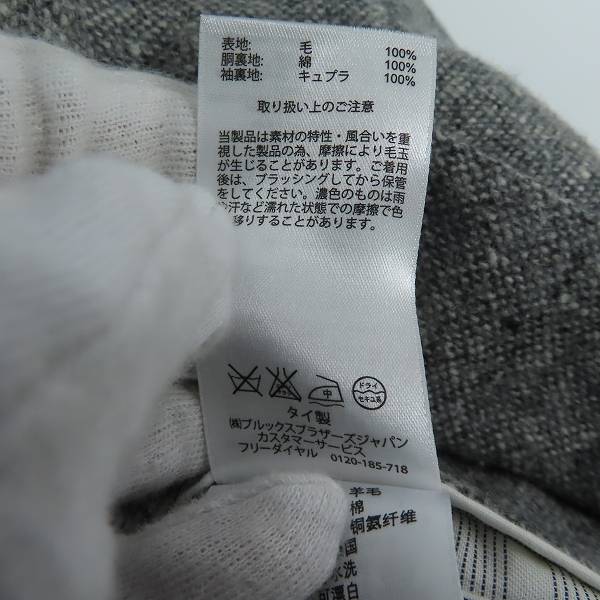 表地: 毛 100%
胴裏地: 綿 100%
袖裏地: キュプラ 100%
取り扱い上のご注意
当製品は素材の特性・風合いを重
視した製品の為、摩擦により毛玉
が生じることがあります。ご着用
後は、ブラッシングしてから保管
をしてください。濃色のものは雨
汗など濡れた状態での摩擦で色
移りすることがあります。
中
ドライ
セキユ系
タイ製
㈱ブルックスブラザーズジャパン
カスタマーサービス
フリーダイヤル 0120-185-718
羊毛
棉
铜氨纤维
国
水洗
可漂白